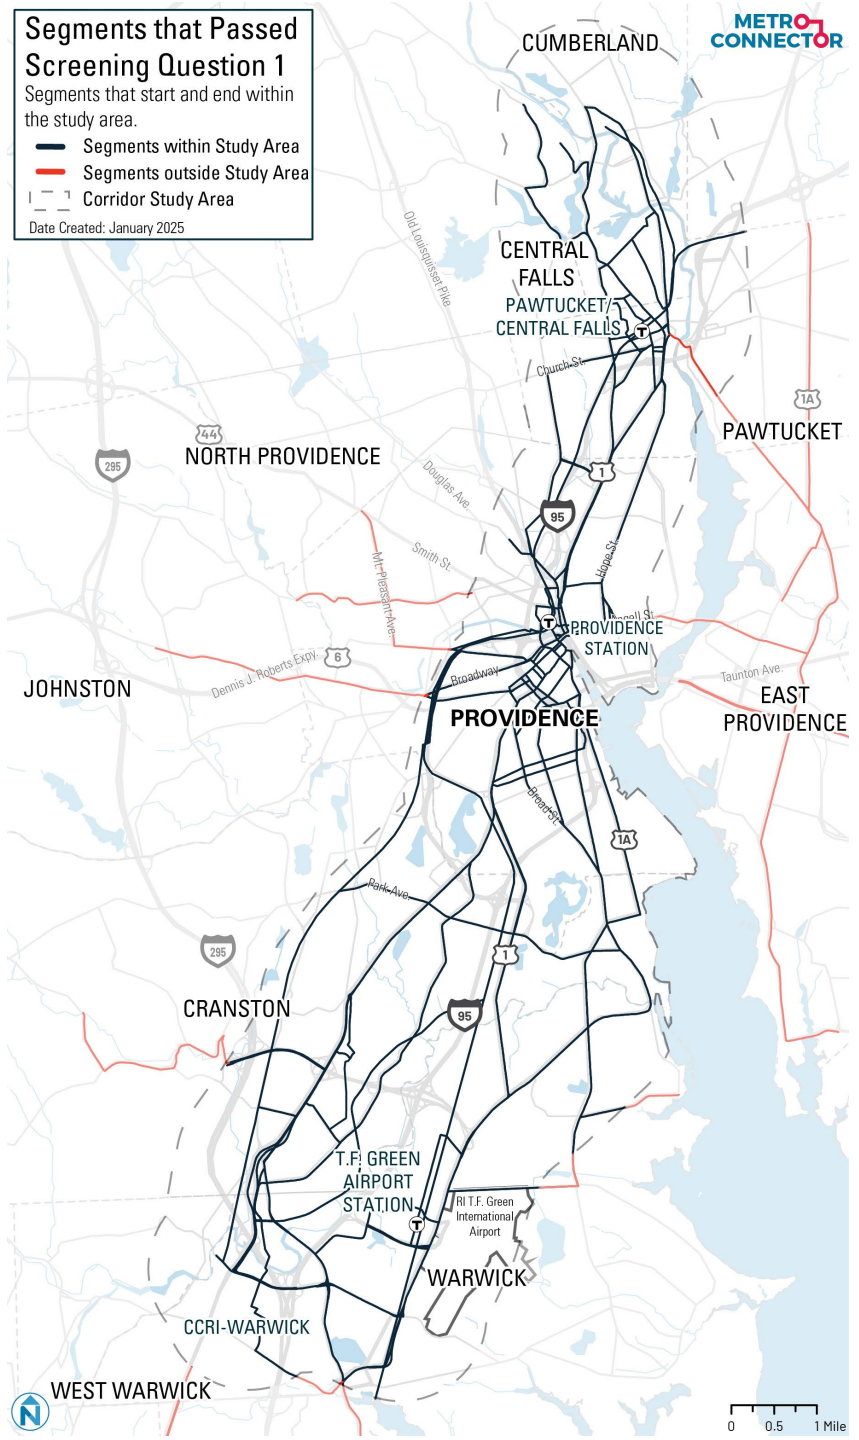 Segments that Passed
Screening Question 1
Segments that start and end within
the study area.
Segments within Study Area
Segments outside Study Area
Corridor Study Area
Date Created: January 2025
METRO
CONNECTOR
CUMBERLAND
Old Louisquisset Pike
CENTRAL
FALLS
PAWTUCKET/
CENTRAL FALLS
T
Church St.
1A
PAWTUCKET
44
NORTH PROVIDENCE
295
Douglas Ave.
1
95
Smith St.
Hope St.
Mt. Pleasant Ave.
T
PROVIDENCE
STATION
6
Dennis J. Roberts Expy.
Broadway
Taunton Ave.
JOHNSTON
EAST
PROVIDENCE
PROVIDENCE
Broad St.
1A
Park Ave.
295
1
CRANSTON
95
T.F. GREEN
AIRPORT
STATION
T
RI T.F. Green
International
Airport
WARWICK
CCRI-WARWICK
WEST WARWICK
N
0 0.5 1 Mile